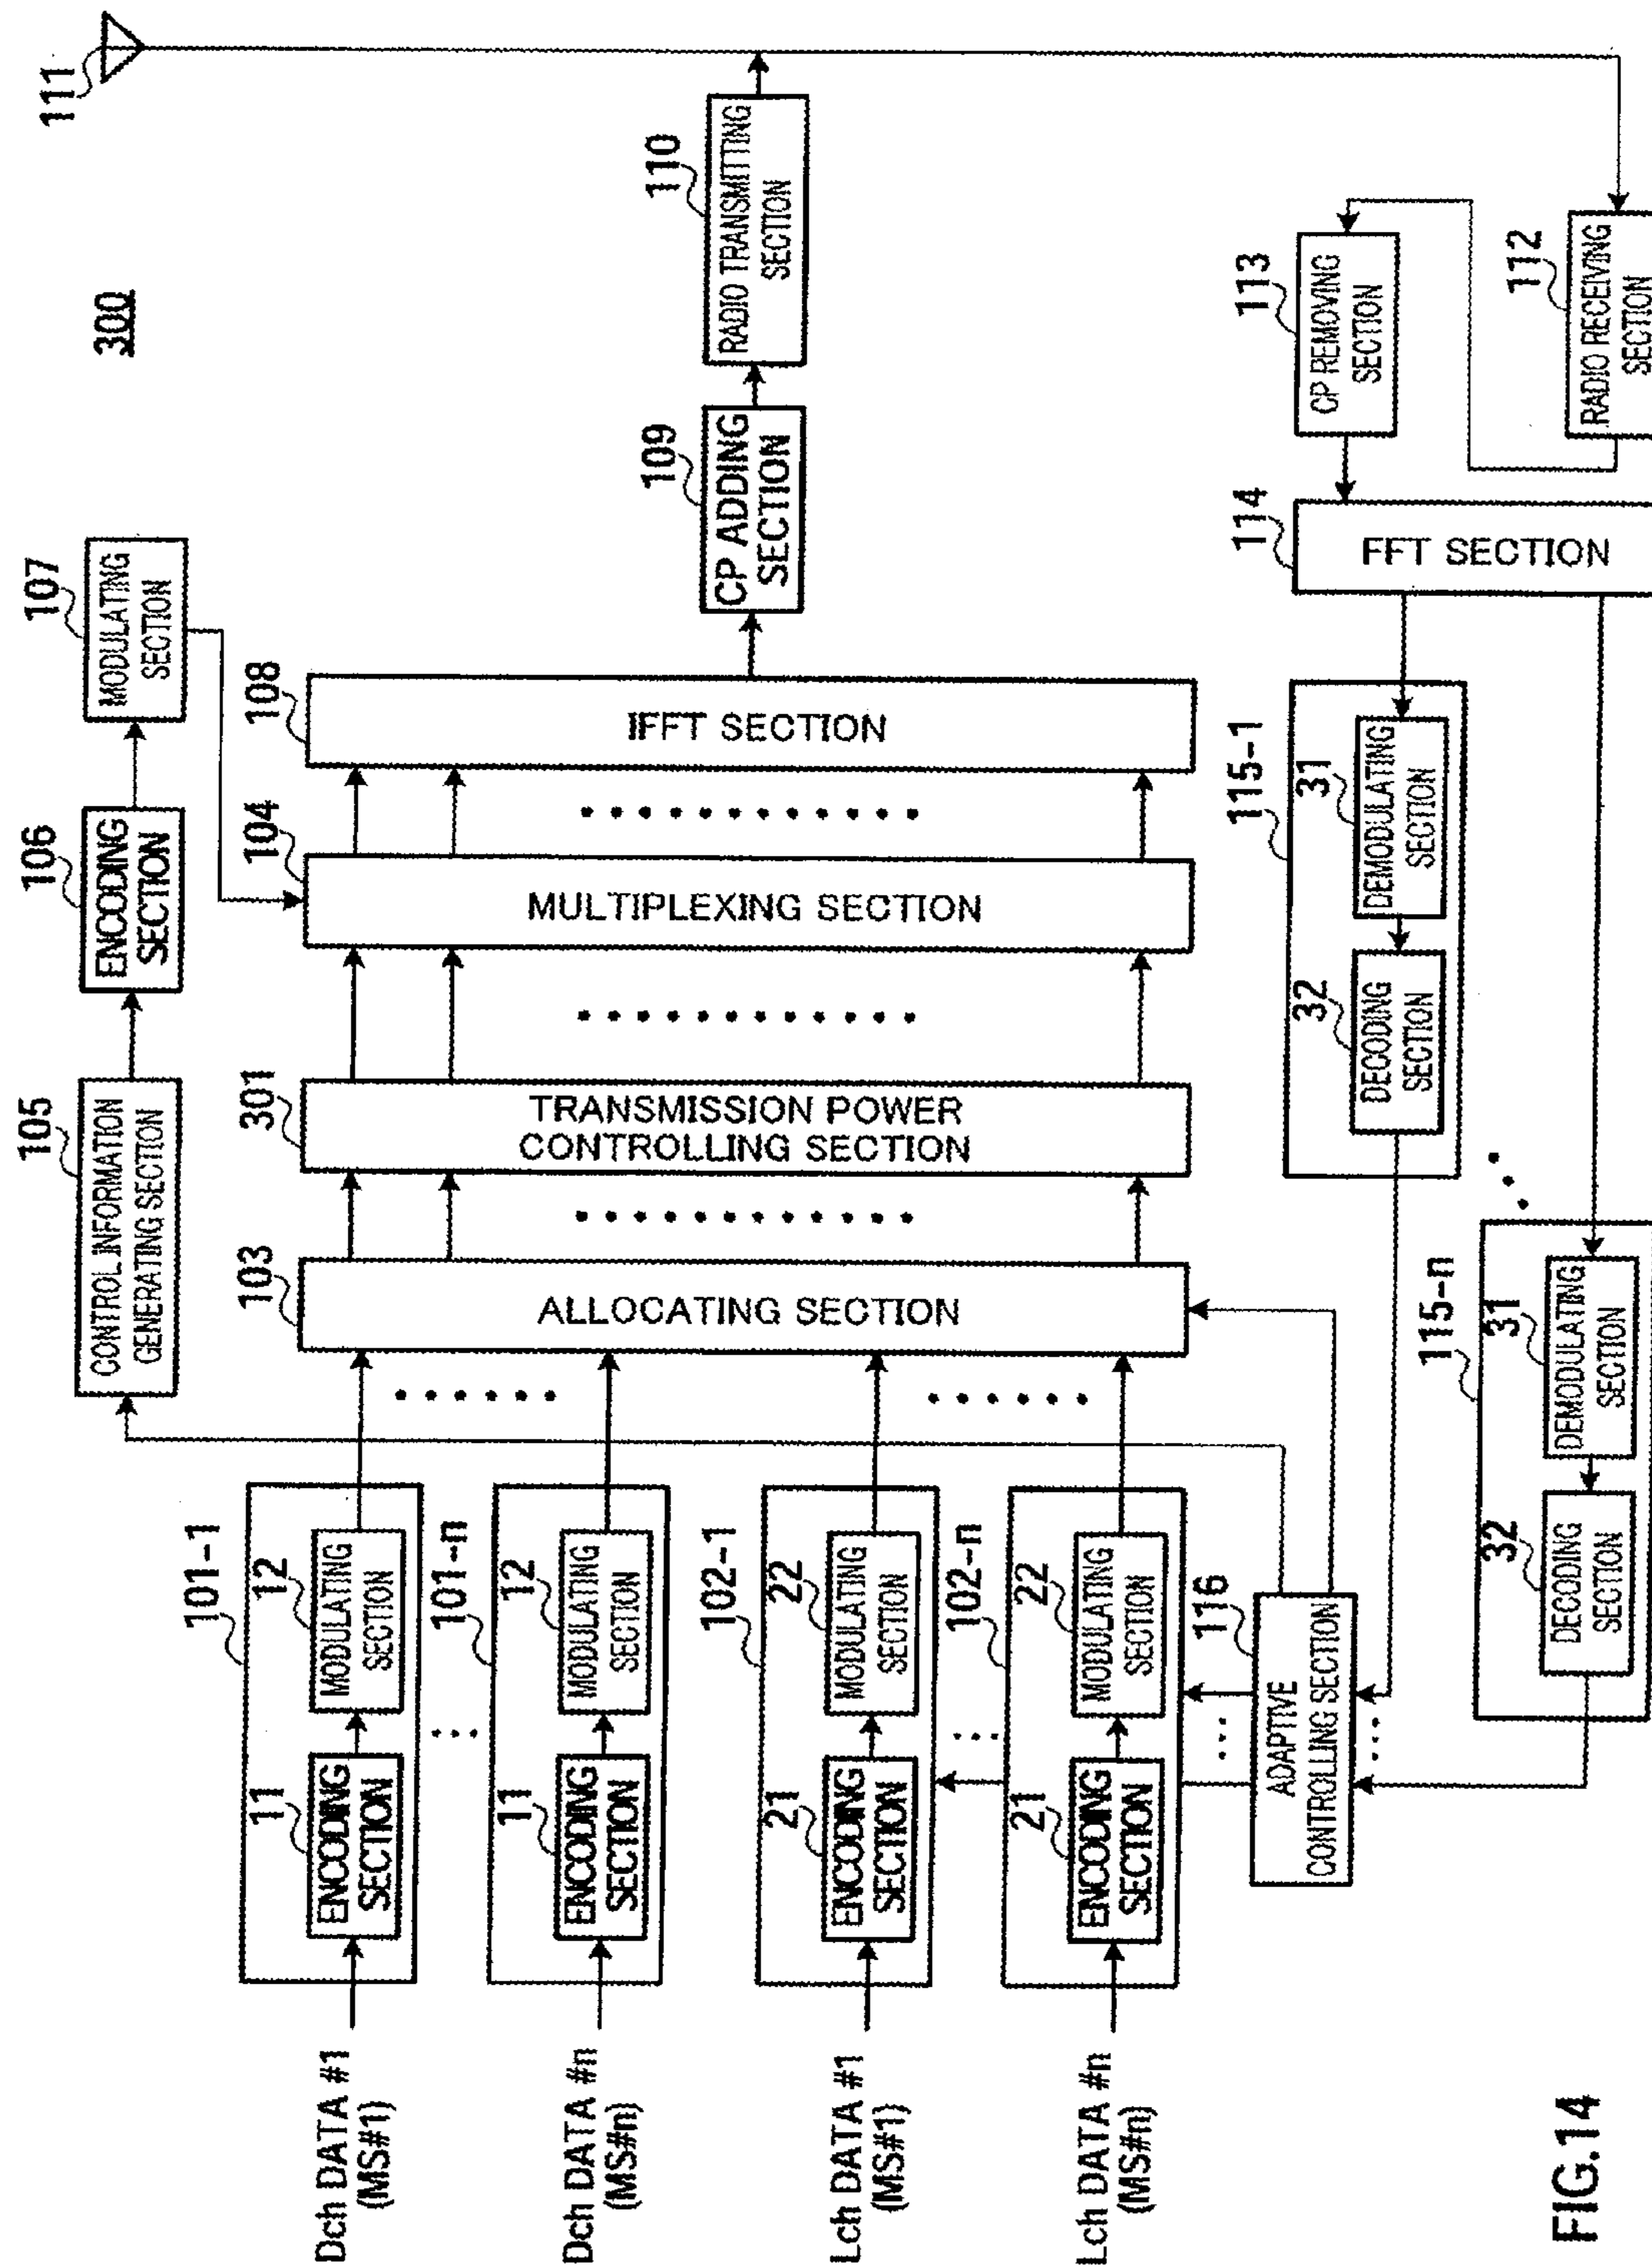 300
111
105
CONTROL INFORMATION
GENERATING SECTION
106
ENCODING
SECTION
107
MODULATING
SECTION
Dch DATA #1
(MS#1)
101-1
11
ENCODING
SECTION
12
MODULATING
SECTION
Dch DATA #n
(MS#n)
101-n
11
ENCODING
SECTION
12
MODULATING
SECTION
Lch DATA #1
(MS#1)
102-1
21
ENCODING
SECTION
22
MODULATING
SECTION
Lch DATA #n
(MS#n)
102-n
21
ENCODING
SECTION
22
MODULATING
SECTION
103
ALLOCATING SECTION
301
TRANSMISSION POWER
CONTROLLING SECTION
104
MULTIPLEXING SECTION
108
IFFT SECTION
109
CP ADDING
SECTION
110
RADIO TRANSMITTING
SECTION
116
ADAPTIVE
CONTROLLING SECTION
115-1
32
DECODING
SECTION
31
DEMODULATING
SECTION
115-n
32
DECODING
SECTION
31
DEMODULATING
SECTION
114
FFT SECTION
113
CP REMOVING
SECTION
112
RADIO RECEIVING
SECTION
FIG.14